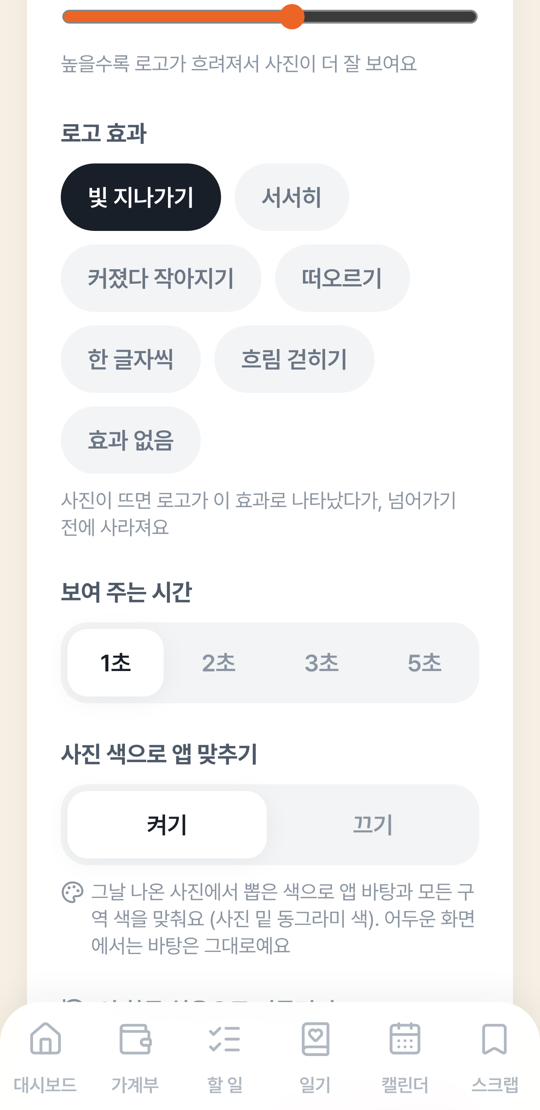 높을수록 로고가 흐려져서 사진이 더 잘 보여요
로고 효과
빛 지나가기
서서히
커졌다 작아지기
떠오르기
한 글자씩
흐림 걷히기
효과 없음
사진이 뜨면 로고가 이 효과로 나타났다가, 넘어가기
전에 사라져요
보여 주는 시간
1초
2초
3초
5초
사진 색으로 앱 맞추기
켜기
끄기
그날 나온 사진에서 뽑은 색으로 앱 바탕과 모든 구
역 색을 맞춰요 (사진 밑 동그라미 색). 어두운 화면
에서는 바탕은 그대로예요
대시보드
가계부
할 일
일기
캘린더
스크랩